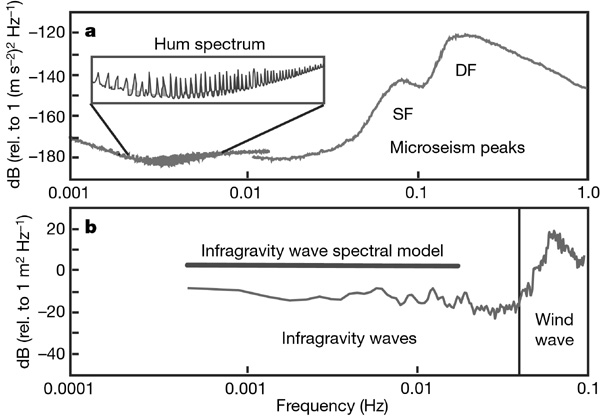 a
Hum spectrum
DF
SF
Microseism peaks
dB (rel. to 1 (m s⁻²)² Hz⁻¹)
−120
−140
−160
−180
0.001
0.01
0.1
1.0
b
Infragravity wave spectral model
Infragravity waves
Wind
wave
dB (rel. to 1 m² Hz⁻¹)
20
0
−20
−40
0.0001
0.001
0.01
0.1
Frequency (Hz)